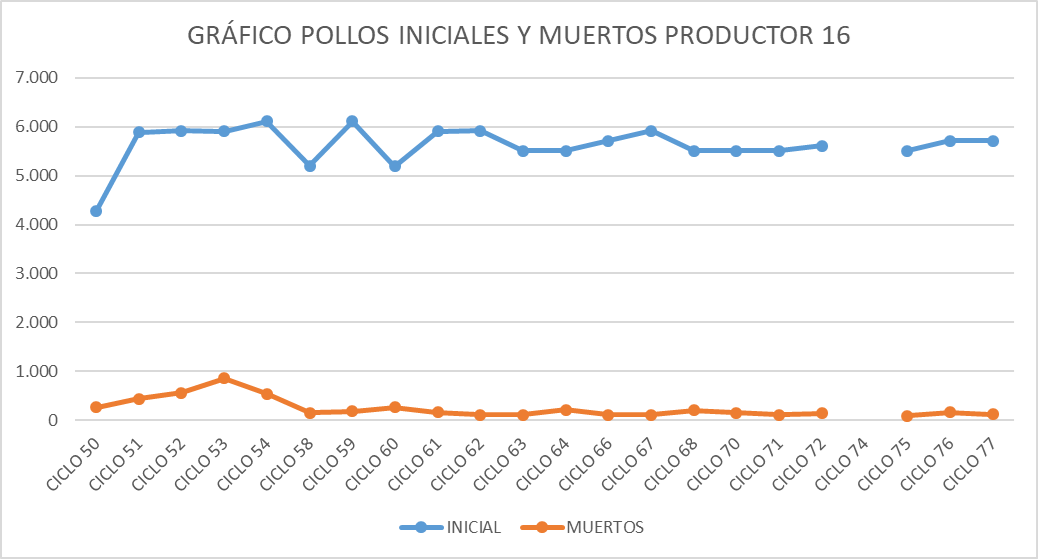 GRÁFICO POLLOS INICIALES Y MUERTOS PRODUCTOR 16
7.000
6.000
5.000
4.000
3.000
2.000
1.000
0
CICLO 50
CICLO 51
CICLO 52
CICLO 53
CICLO 54
CICLO 58
CICLO 59
CICLO 60
CICLO 61
CICLO 62
CICLO 63
CICLO 64
CICLO 66
CICLO 67
CICLO 68
CICLO 70
CICLO 71
CICLO 72
CICLO 74
CICLO 75
CICLO 76
CICLO 77
INICIAL
MUERTOS